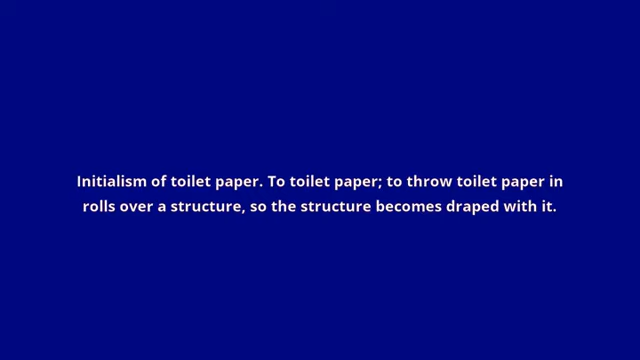 Initialism of toilet paper. To toilet paper; to throw toilet paper in
rolls over a structure, so the structure becomes draped with it.